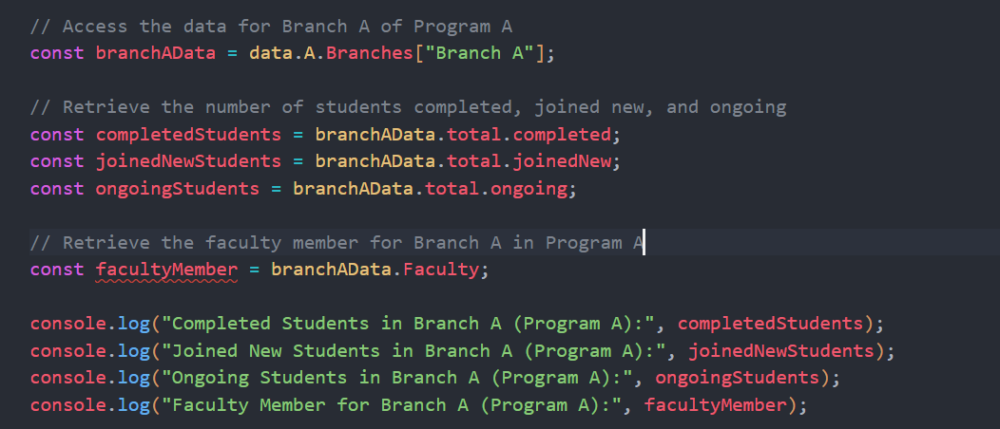 // Access the data for Branch A of Program A
const branchAData = data.A.Branches["Branch A"];
// Retrieve the number of students completed, joined new, and ongoing
const completedStudents = branchAData.total.completed;
const joinedNewStudents = branchAData.total.joinedNew;
const ongoingStudents = branchAData.total.ongoing;
// Retrieve the faculty member for Branch A in Program A
const facultyMember = branchAData.Faculty;
console.log("Completed Students in Branch A (Program A):", completedStudents);
console.log("Joined New Students in Branch A (Program A):", joinedNewStudents);
console.log("Ongoing Students in Branch A (Program A):", ongoingStudents);
console.log("Faculty Member for Branch A (Program A):", facultyMember);